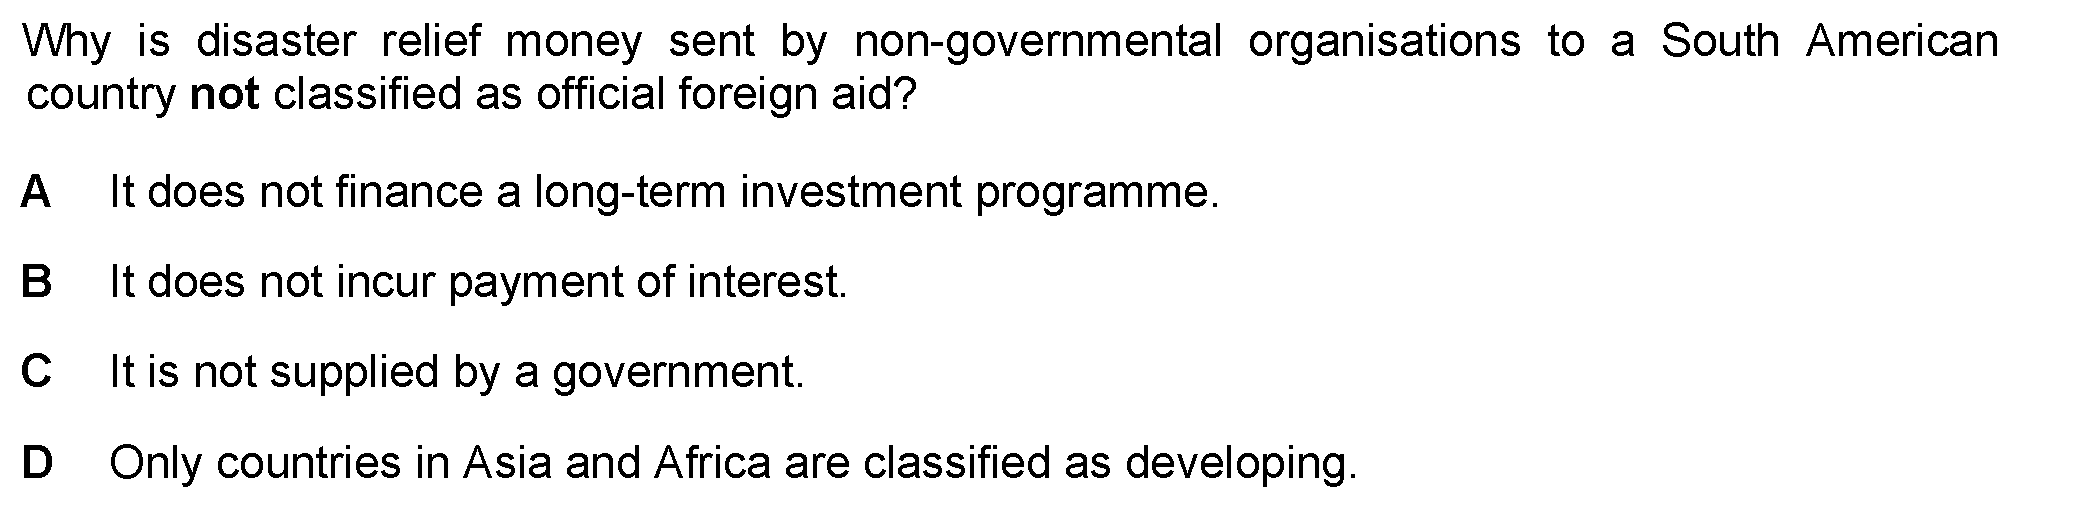 Why is disaster relief money sent by non-governmental organisations to a South American
country not classified as official foreign aid?
A It does not finance a long-term investment programme.
B It does not incur payment of interest.
C It is not supplied by a government.
D Only countries in Asia and Africa are classified as developing.